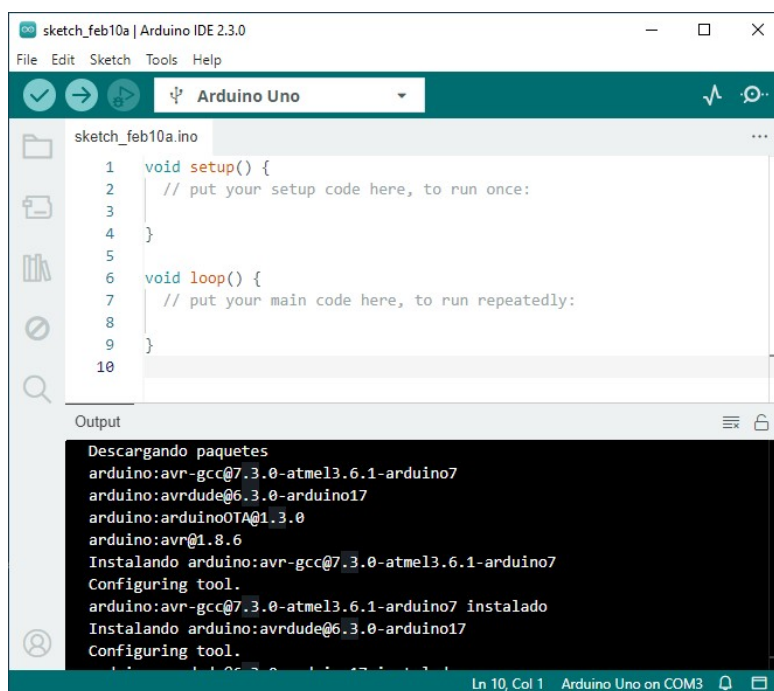 sketch_feb10a | Arduino IDE 2.3.0
File Edit Sketch Tools Help
Arduino Uno
sketch_feb10a.ino
1 void setup() {
2 // put your setup code here, to run once:
3
4 }
5
6 void loop() {
7 // put your main code here, to run repeatedly:
8
9 }
10
Output
Descargando paquetes
arduino:avr-gcc@7.3.0-atmel3.6.1-arduino7
arduino:avrdude@6.3.0-arduino17
arduino:arduinoOTA@1.3.0
arduino:avr@1.8.6
Instalando arduino:avr-gcc@7.3.0-atmel3.6.1-arduino7
Configuring tool.
arduino:avr-gcc@7.3.0-atmel3.6.1-arduino7 instalado
Instalando arduino:avrdude@6.3.0-arduino17
Configuring tool.
Ln 10, Col 1 Arduino Uno on COM3